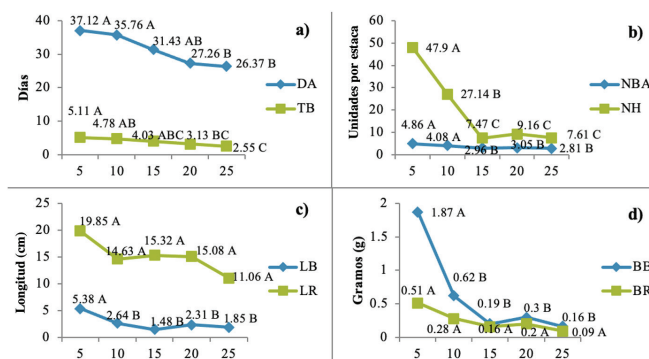 a)
40
30
20
10
0
Días
37.12 A
35.76 A
31.43 AB
27.26 B
26.37 B
5.11 A
4.78 AB
4.03 ABC
3.13 BC
2.55 C
DA
TB
5 10 15 20 25
b)
60
50
40
30
20
10
0
Unidades por estaca
47.9 A
27.14 B
7.47 C
9.16 C
7.61 C
4.86 A
4.08 A
2.96 B
3.05 B
2.81 B
NBA
NH
5 10 15 20 25
c)
25
20
15
10
5
0
Longitud (cm)
19.85 A
14.63 A
15.32 A
15.08 A
11.06 A
5.38 A
2.64 B
1.48 B
2.31 B
1.85 B
LB
LR
5 10 15 20 25
d)
2
1.5
1
0.5
0
Gramos (g)
1.87 A
0.62 B
0.19 B
0.3 B
0.16 B
0.51 A
0.28 A
0.16 A
0.2 A
0.09 A
BB
BR
5 10 15 20 25